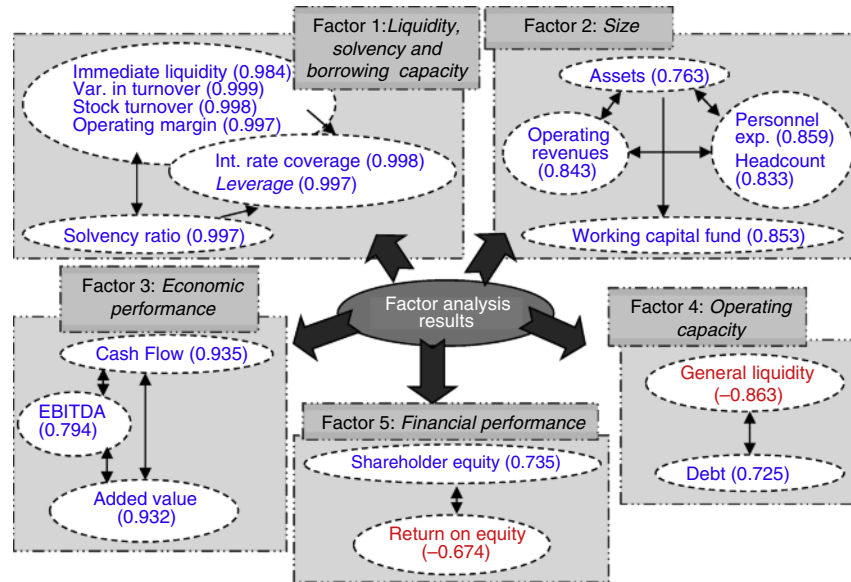 Factor 1:Liquidity,
solvency and
borrowing capacity
Immediate liquidity (0.984)
Var. in turnover (0.999)
Stock turnover (0.998)
Operating margin (0.997)
Int. rate coverage (0.998)
Leverage (0.997)
Solvency ratio (0.997)
Factor 2: Size
Assets (0.763)
Operating
revenues
(0.843)
Personnel
exp. (0.859)
Headcount
(0.833)
Working capital fund (0.853)
Factor analysis
results
Factor 3: Economic
performance
Cash Flow (0.935)
EBITDA
(0.794)
Added value
(0.932)
Factor 4: Operating
capacity
General liquidity
(–0.863)
Debt (0.725)
Factor 5: Financial performance
Shareholder equity (0.735)
Return on equity
(–0.674)